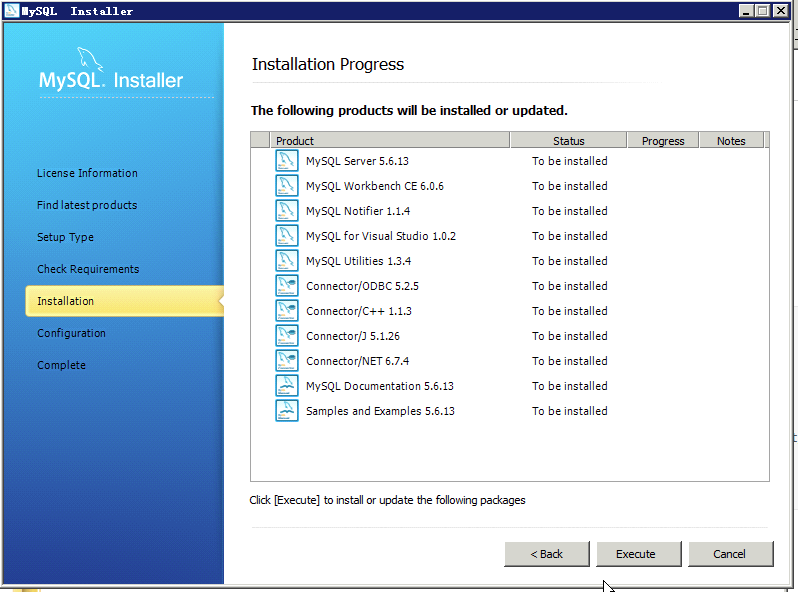 MySQL Installer
MySQL. Installer
License Information
Find latest products
Setup Type
Check Requirements
Installation
Configuration
Complete
Installation Progress
The following products will be installed or updated.
Product Status Progress Notes
MySQL Server 5.6.13 To be installed
MySQL Workbench CE 6.0.6 To be installed
MySQL Notifier 1.1.4 To be installed
MySQL for Visual Studio 1.0.2 To be installed
MySQL Utilities 1.3.4 To be installed
Connector/ODBC 5.2.5 To be installed
Connector/C++ 1.1.3 To be installed
Connector/J 5.1.26 To be installed
Connector/NET 6.7.4 To be installed
MySQL Documentation 5.6.13 To be installed
Samples and Examples 5.6.13 To be installed
Click [Execute] to install or update the following packages
< Back Execute Cancel